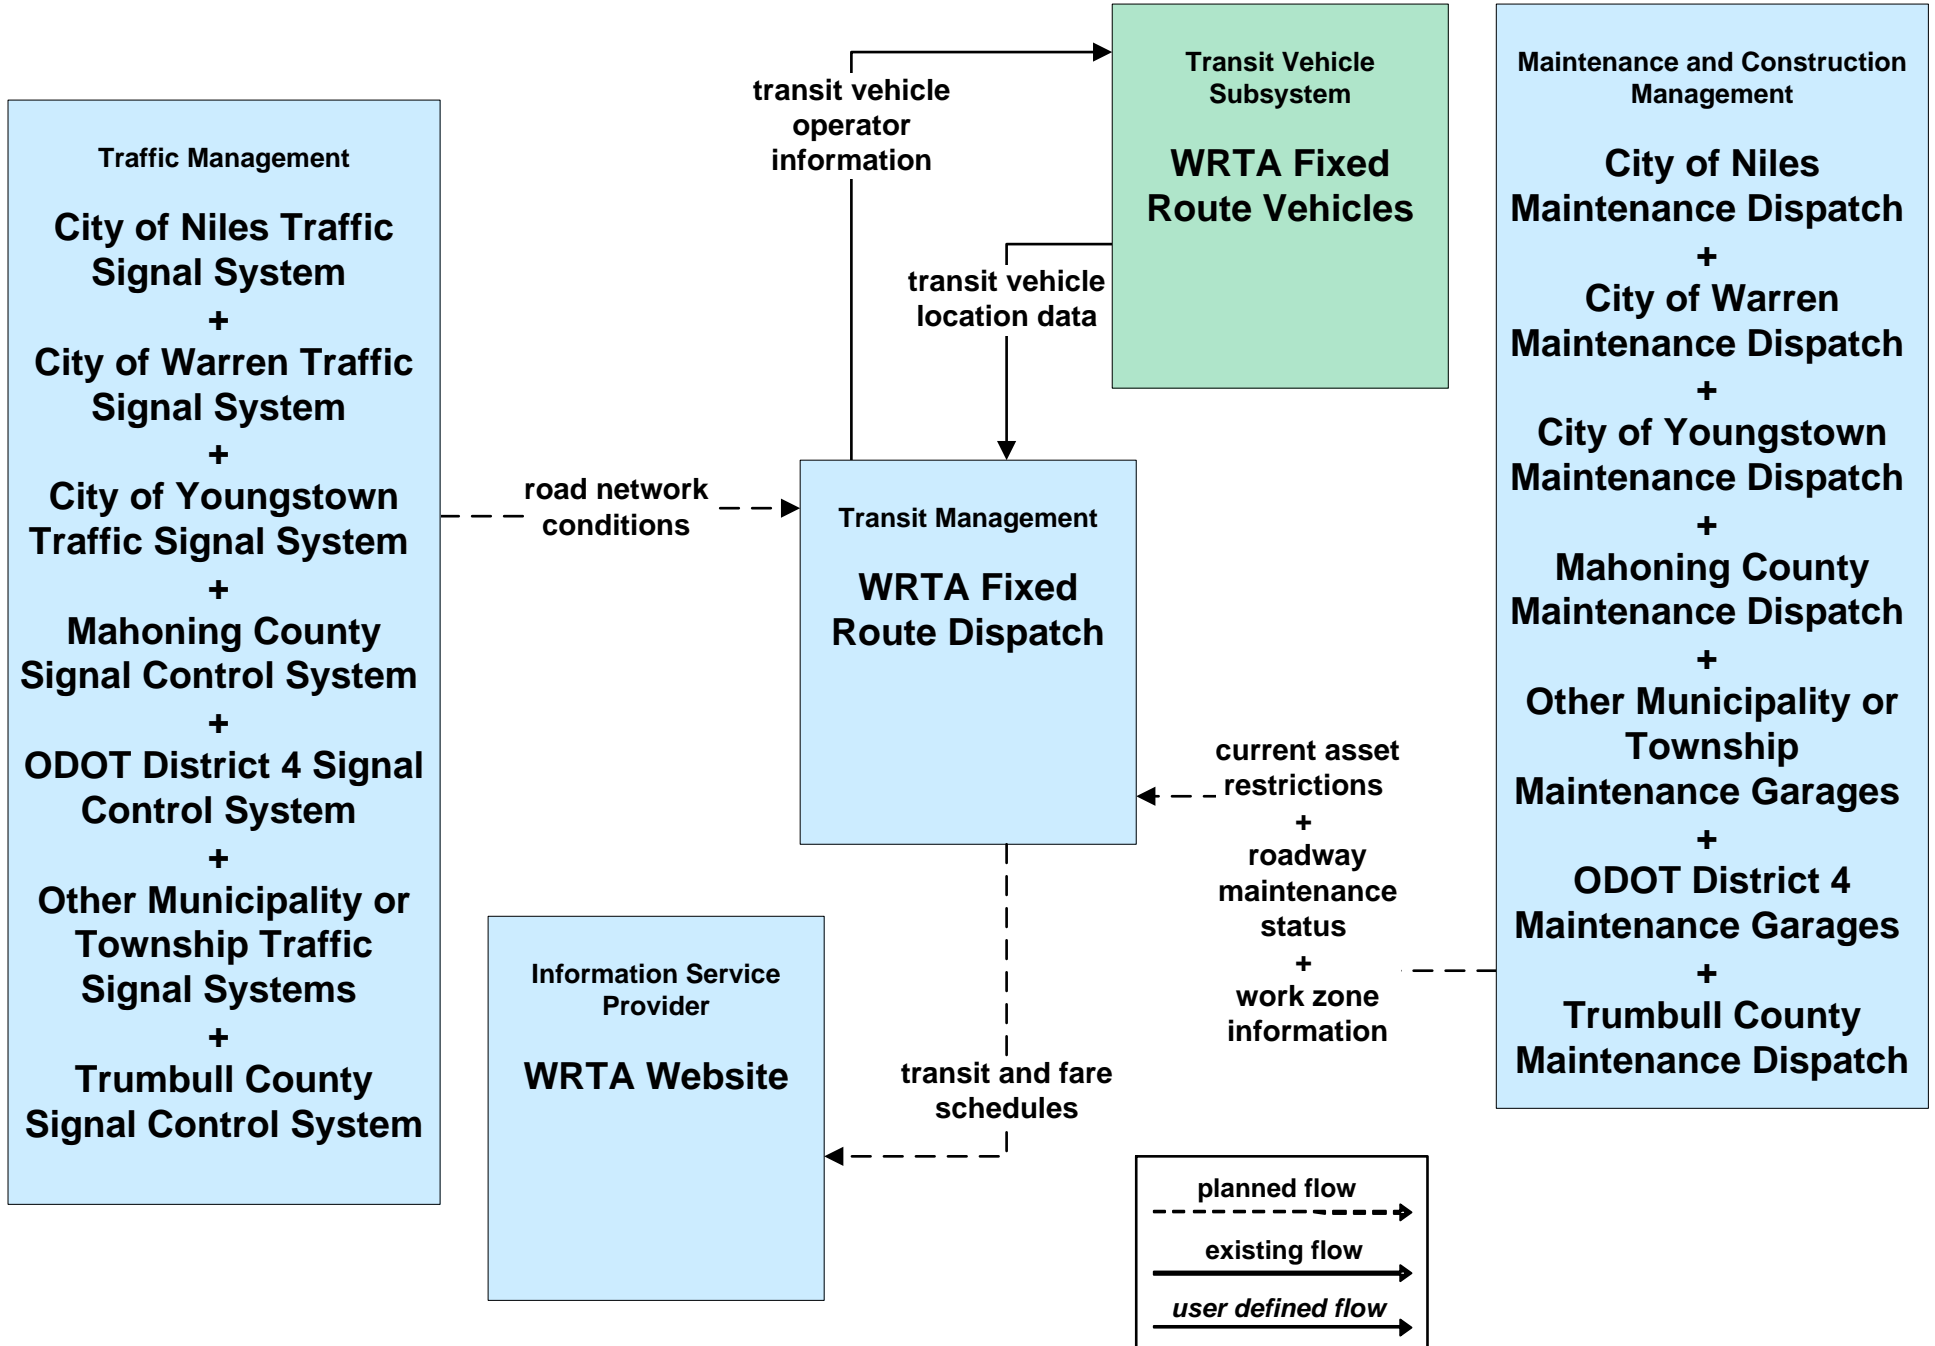 Traffic Management
City of Niles Traffic
Signal System
+
City of Warren Traffic
Signal System
+
City of Youngstown
Traffic Signal System
+
Mahoning County
Signal Control System
+
ODOT District 4 Signal
Control System
+
Other Municipality or
Township Traffic
Signal Systems
+
Trumbull County
Signal Control System
transit vehicle
operator
information
Transit Vehicle
Subsystem
WRTA Fixed
Route Vehicles
transit vehicle
location data
road network
conditions
Transit Management
WRTA Fixed
Route Dispatch
Information Service
Provider
WRTA Website
transit and fare
schedules
current asset
restrictions
+
roadway
maintenance
status
+
work zone
information
Maintenance and Construction
Management
City of Niles
Maintenance Dispatch
+
City of Warren
Maintenance Dispatch
+
City of Youngstown
Maintenance Dispatch
+
Mahoning County
Maintenance Dispatch
+
Other Municipality or
Township
Maintenance Garages
+
ODOT District 4
Maintenance Garages
+
Trumbull County
Maintenance Dispatch
planned flow
existing flow
user defined flow